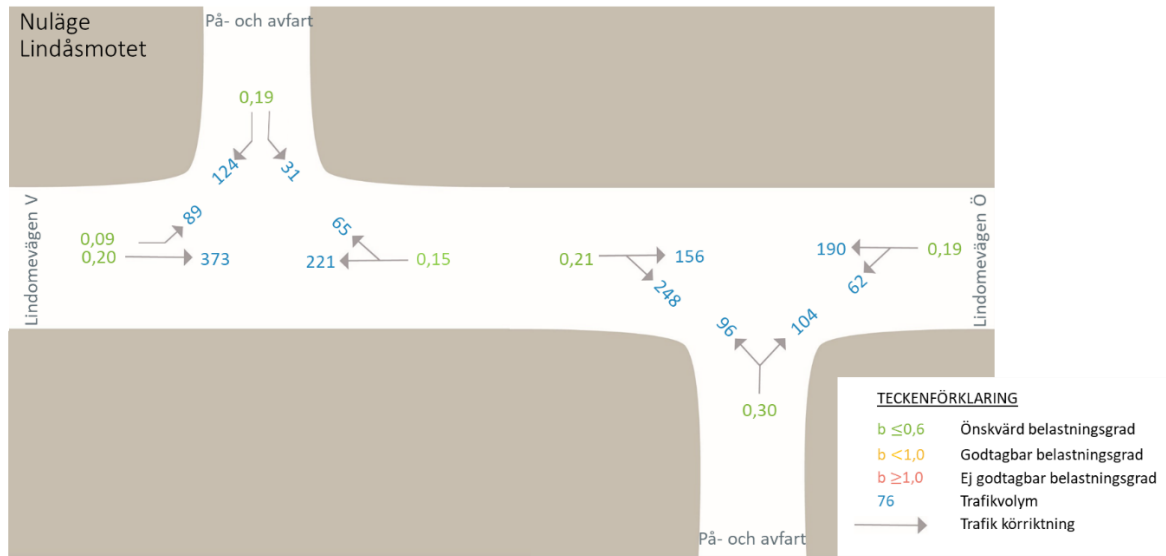 Nuläge
Lindåsmotet
På- och avfart
0,19
124
31
Lindomevägen V
0,09
0,20
89
373
65
221
0,15
0,21
156
248
190
0,19
62
Lindomevägen Ö
96
104
0,30
På- och avfart
TECKENFÖRKLARING
b ≤0,6 Önskvärd belastningsgrad
b <1,0 Godtagbar belastningsgrad
b ≥1,0 Ej godtagbar belastningsgrad
76 Trafikvolym
Trafik körriktning